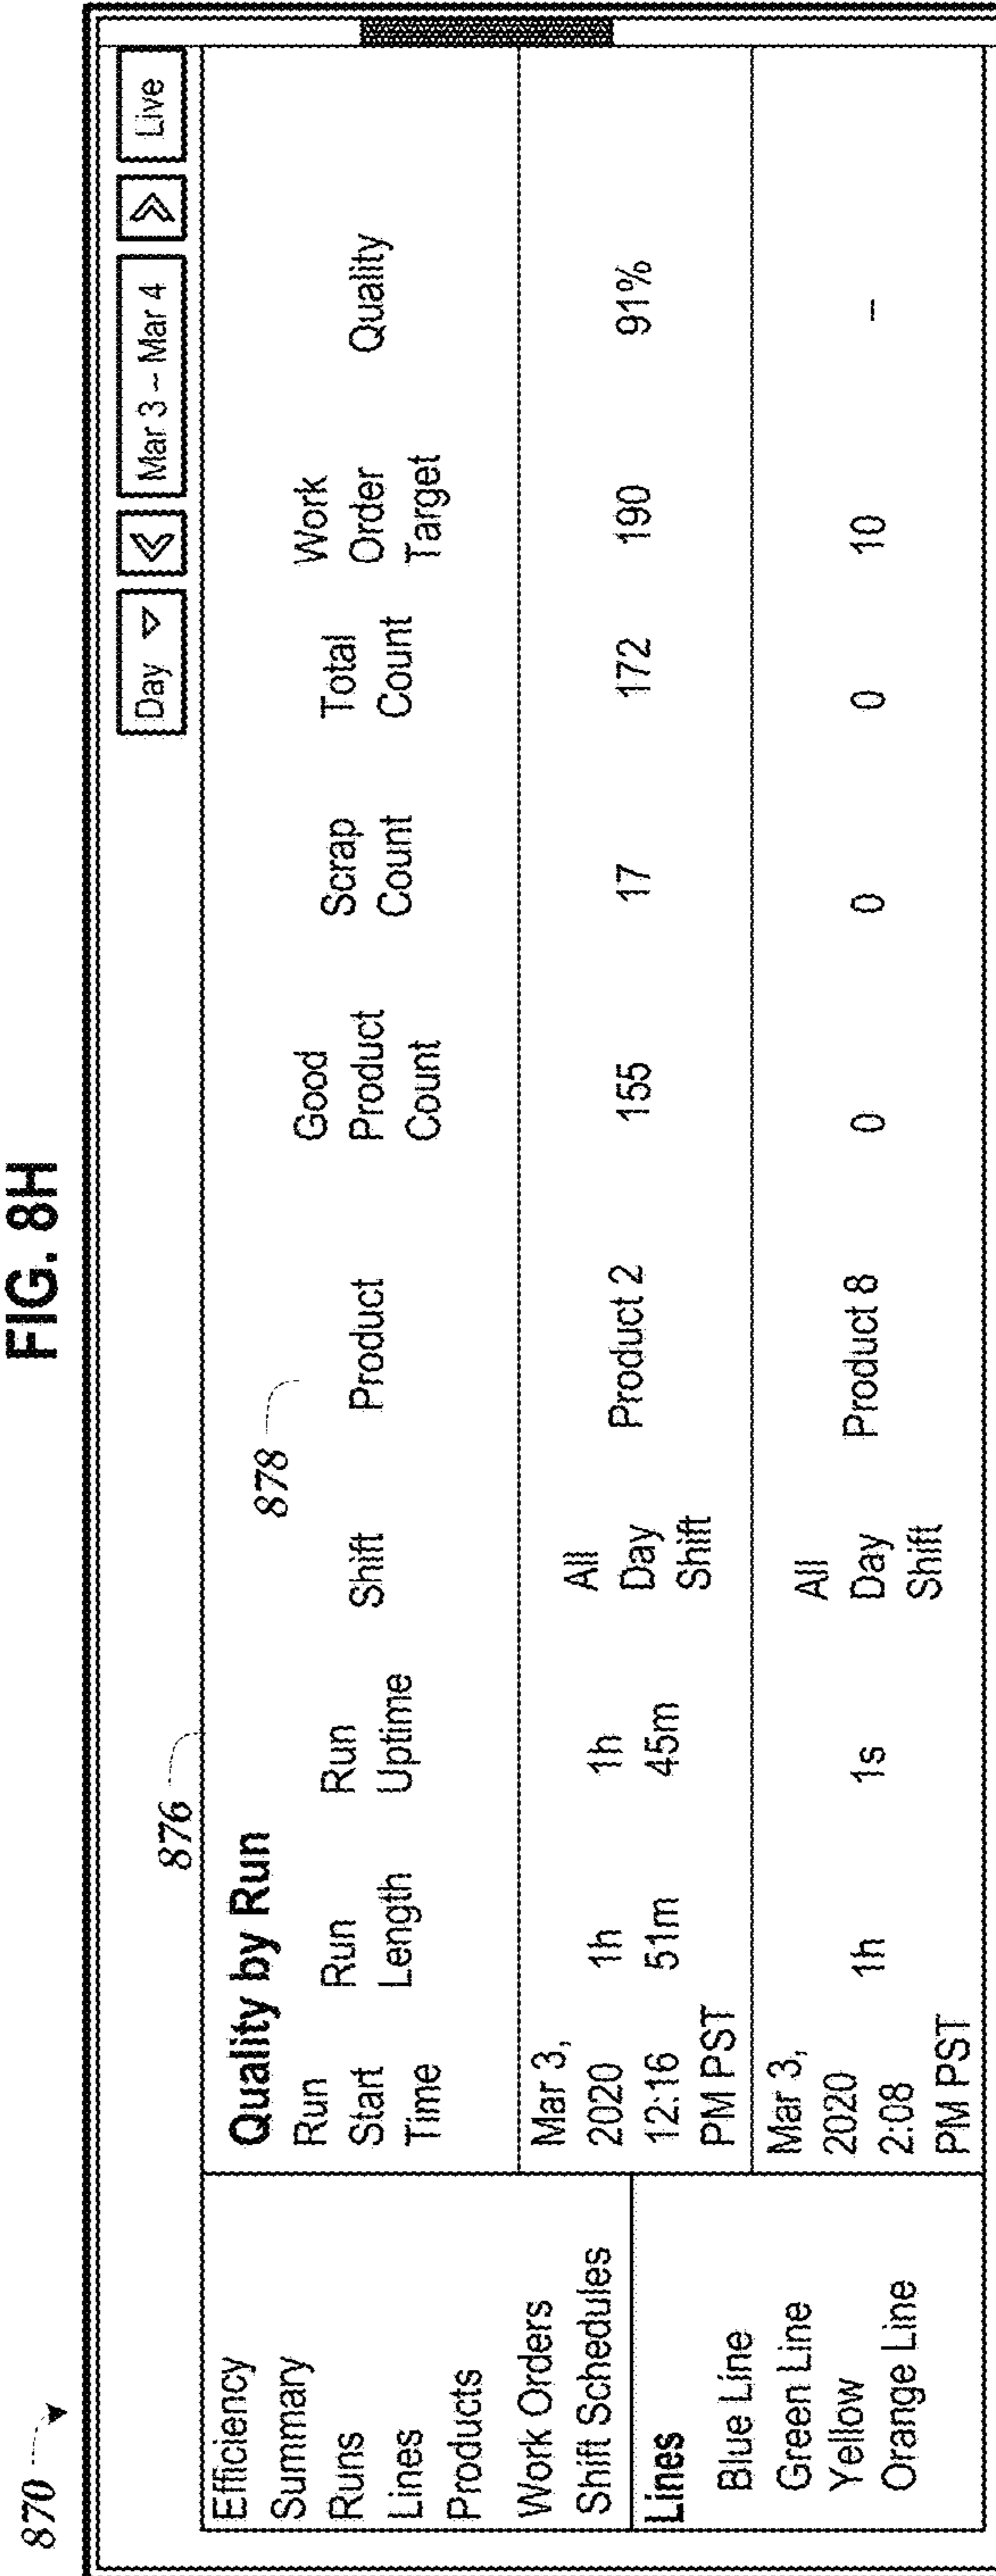 870
FIG. 8H
Day
Mar 3 – Mar 4
Live
876
Efficiency
Summary
Runs
Lines
Products
Work Orders
Shift Schedules
Lines
Blue Line
Green Line
Yellow
Orange Line
Quality by Run
878
Run Start Time
Run Length
Run Uptime
Shift
Product
Good Product Count
Scrap Count
Total Count
Work Order Target
Quality
Mar 3, 2020 12:16 PM PST
1h 51m
1h 45m
All Day Shift
Product 2
155
17
172
190
91%
Mar 3, 2020 2:08 PM PST
1h
1s
All Day Shift
Product 8
0
0
0
10
–